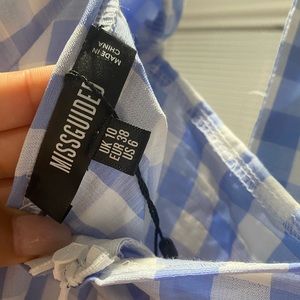 MISSGUIDED
MADE IN
CHINA
UK 10
EUR 38
US 6